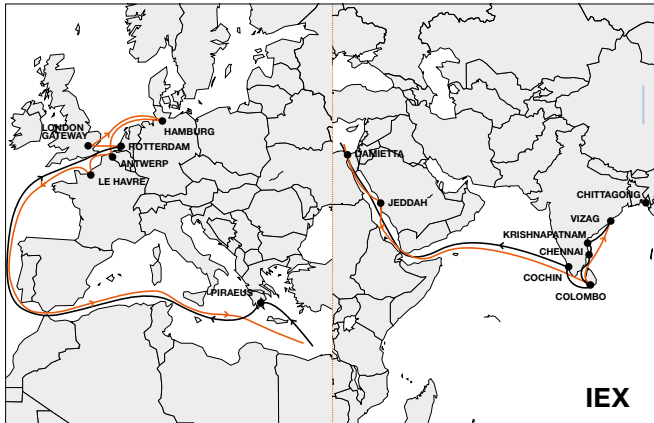 LONDON
GATEWAY
HAMBURG
ROTTERDAM
ANTWERP
LE HAVRE
PIRAEUS
DAMIETTA
JEDDAH
CHITTAGONG
VIZAG
KRISHNAPATNAM
CHENNAI
COCHIN
COLOMBO
IEX